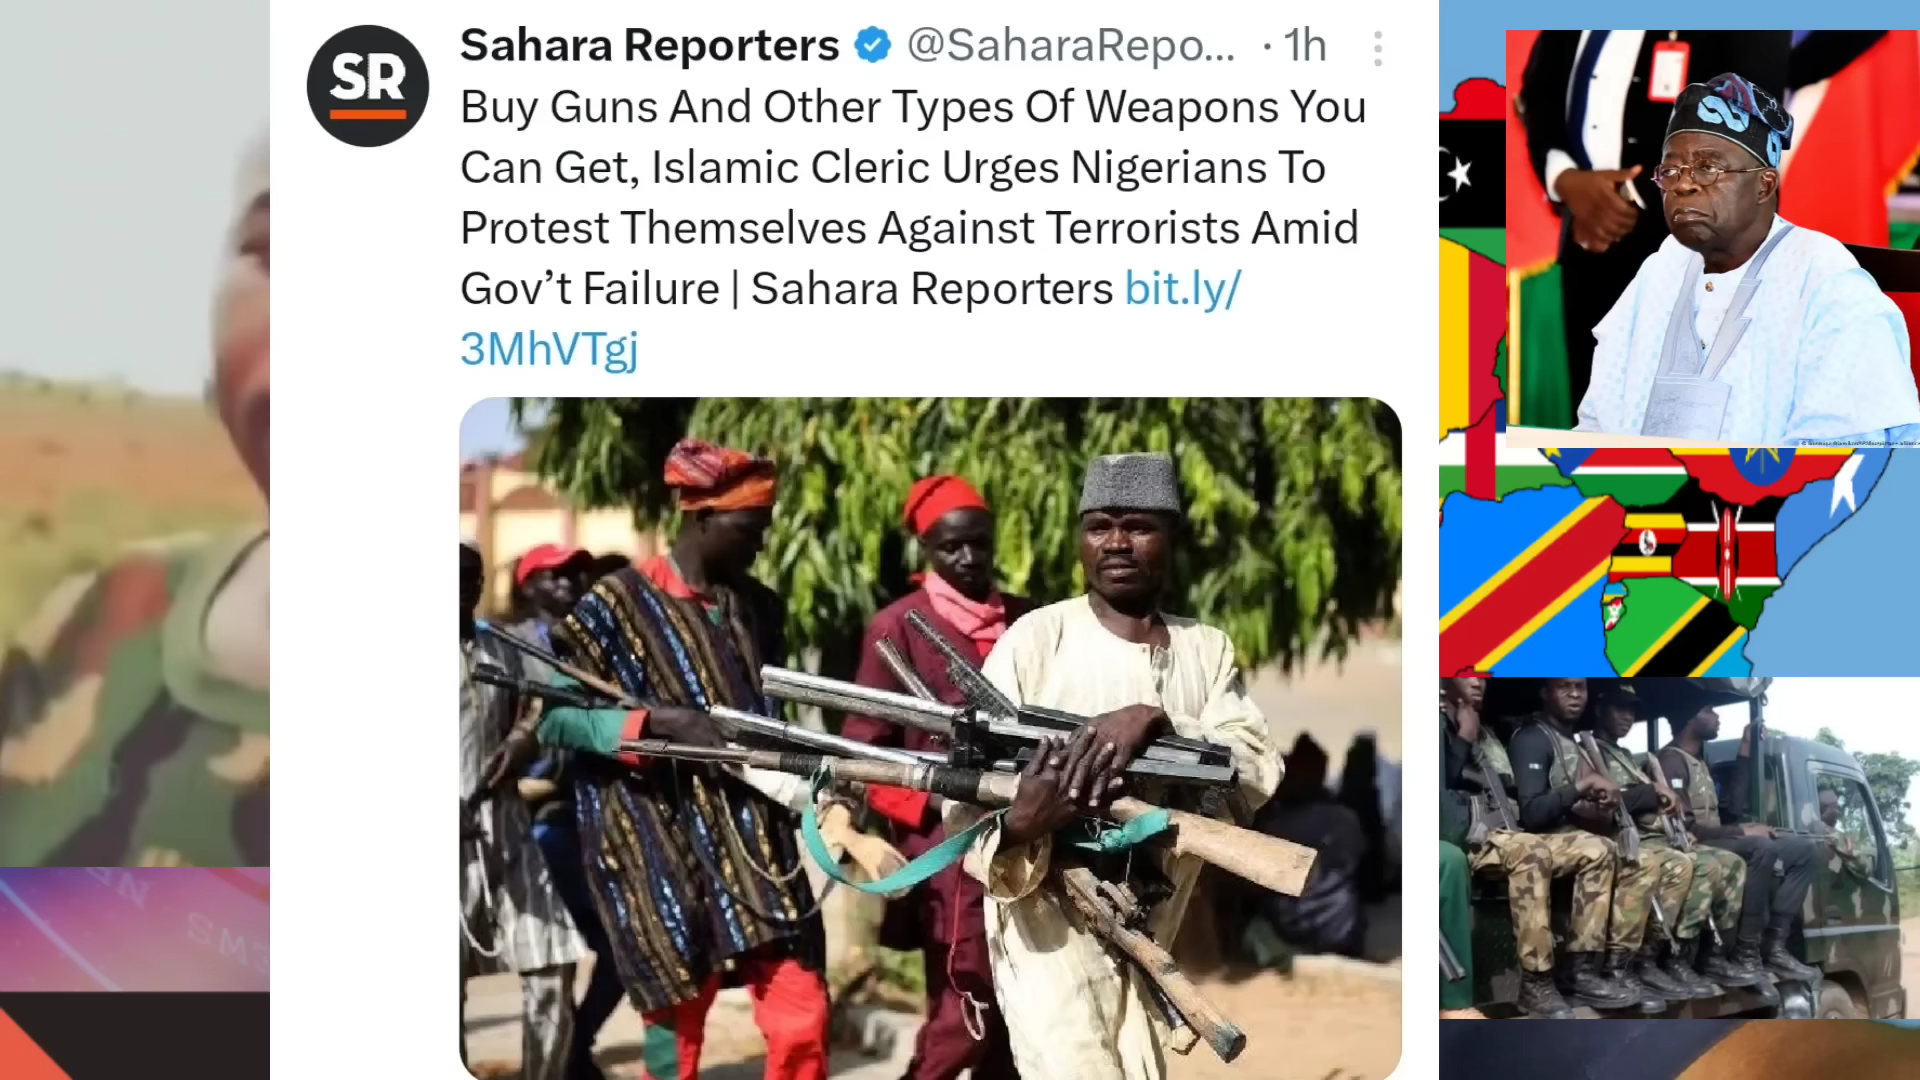 SR
Sahara Reporters @SaharaRepo... · 1h
Buy Guns And Other Types Of Weapons You
Can Get, Islamic Cleric Urges Nigerians To
Protest Themselves Against Terrorists Amid
Gov’t Failure | Sahara Reporters bit.ly/
3MhVTgj